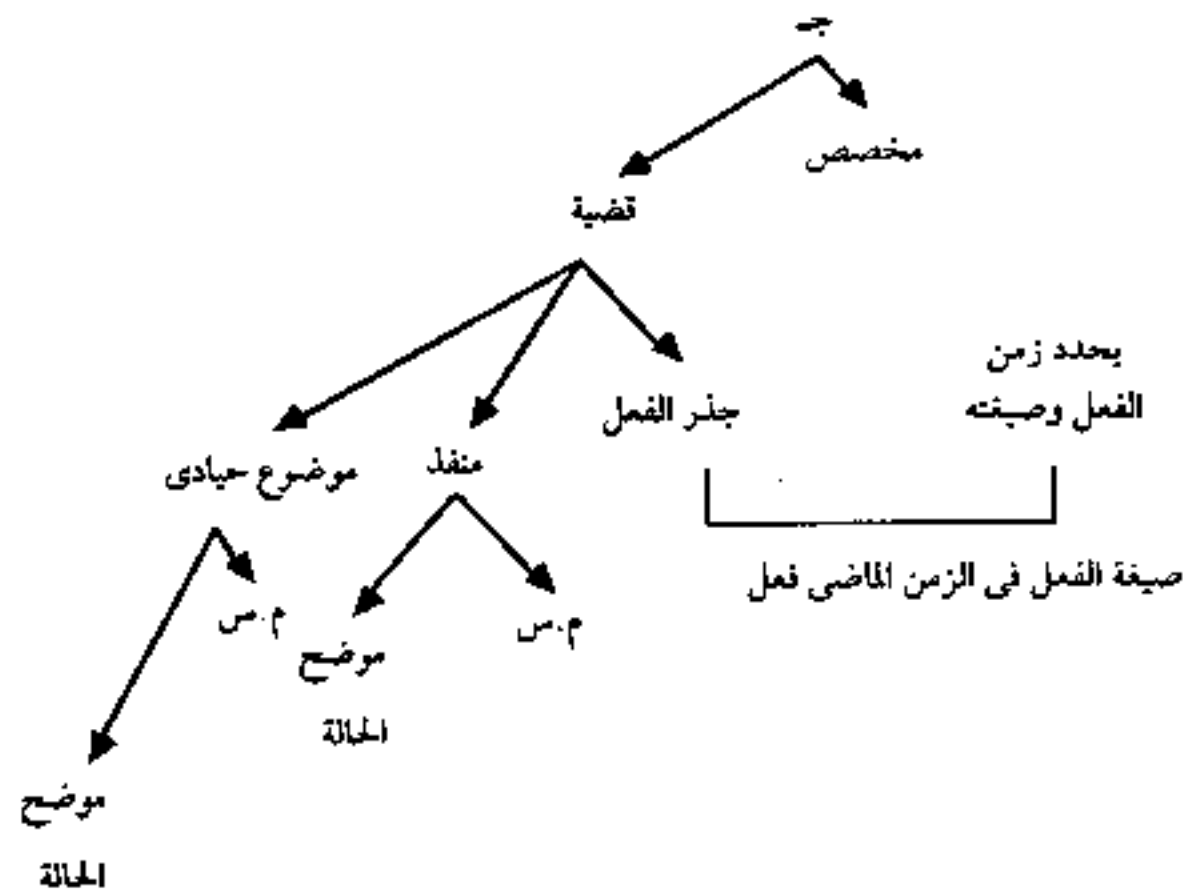 جـ
مخصص
قضية
يحدد زمن
الفعل وصيغته
جذر الفعل
منفذ
موضوع حيادى
صيغة الفعل فى الزمن الماضى فعل
م.س
موضح
الحالة
م.س
موضح
الحالة